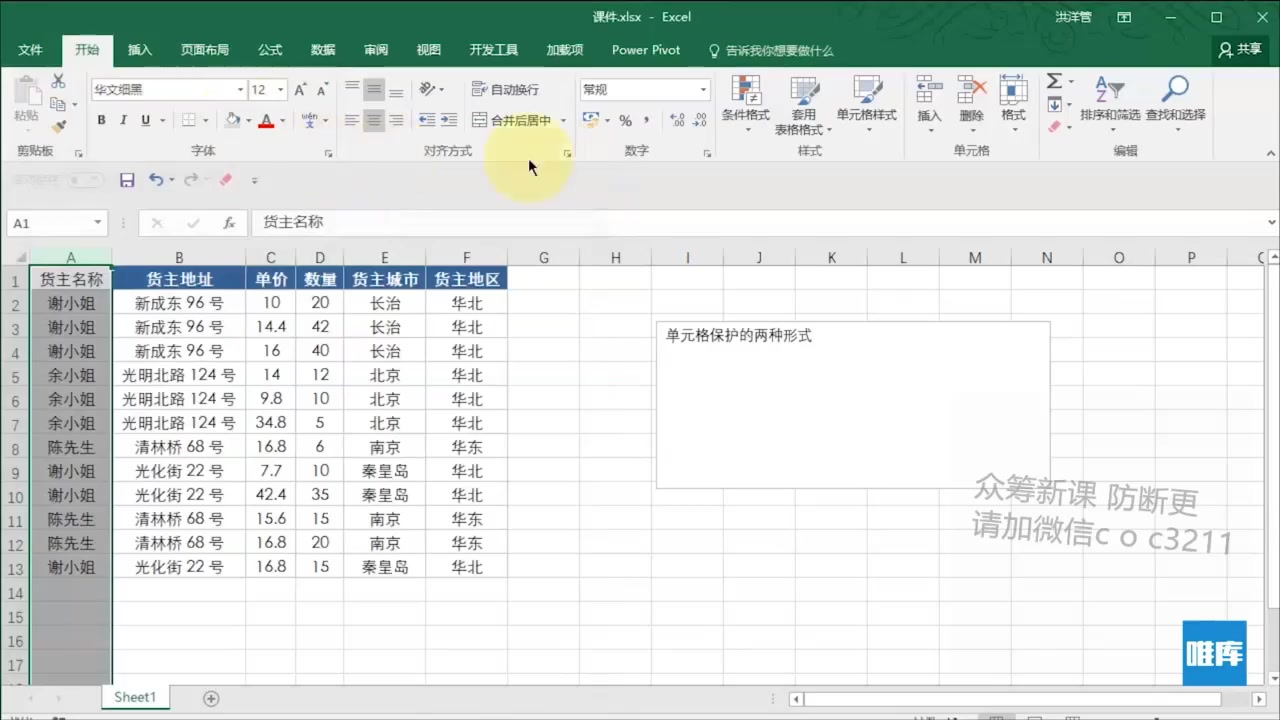 课件.xlsx - Excel
洪洋管
文件 开始 插入 页面布局 公式 数据 审阅 视图 开发工具 加载项 Power Pivot 告诉我你想要做什么 共享
粘贴
华文细黑 12
B I U A
自动换行
合并后居中
常规
%
条件格式 套用表格格式 单元格样式
插入 删除 格式
排序和筛选 查找和选择
剪贴板 字体 对齐方式 数字 样式 单元格 编辑
A1 fx 货主名称
A B C D E F G H I J K L M N O P
1 货主名称 货主地址 单价 数量 货主城市 货主地区
2 谢小姐 新成东 96 号 10 20 长治 华北
3 谢小姐 新成东 96 号 14.4 42 长治 华北
4 谢小姐 新成东 96 号 16 40 长治 华北
5 余小姐 光明北路 124 号 14 12 北京 华北
6 余小姐 光明北路 124 号 9.8 10 北京 华北
7 余小姐 光明北路 124 号 34.8 5 北京 华北
8 陈先生 清林桥 68 号 16.8 6 南京 华东
9 谢小姐 光化街 22 号 7.7 10 秦皇岛 华北
10 谢小姐 光化街 22 号 42.4 35 秦皇岛 华北
11 陈先生 清林桥 68 号 15.6 15 南京 华东
12 陈先生 清林桥 68 号 16.8 20 南京 华东
13 谢小姐 光化街 22 号 16.8 15 秦皇岛 华北
14
15
16
17
单元格保护的两种形式
众筹新课 防断更
请加微信c o c3211
唯库
Sheet1